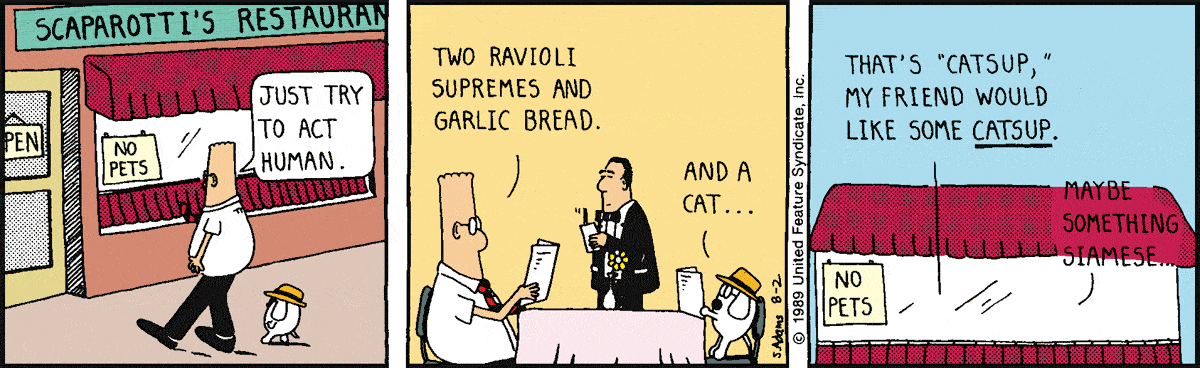 SCAPAROTTI'S RESTAURAN
JUST TRY
TO ACT
HUMAN.
PEN
NO
PETS
TWO RAVIOLI
SUPREMES AND
GARLIC BREAD.
AND A
CAT...
S.Adams 8-2
© 1989 United Feature Syndicate, Inc.
THAT'S "CATSUP,"
MY FRIEND WOULD
LIKE SOME CATSUP.
MAYBE
SOMETHING
SIAMESE...
NO
PETS